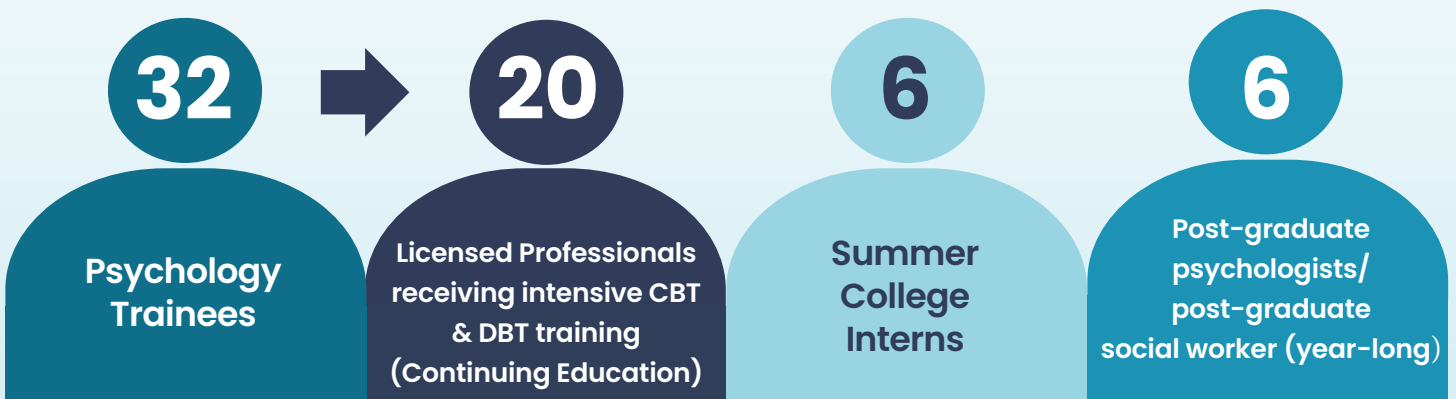 32
Psychology
Trainees
20
Licensed Professionals
receiving intensive CBT
& DBT training
(Continuing Education)
6
Summer
College
Interns
6
Post-graduate
psychologists/
post-graduate
social worker (year-long)